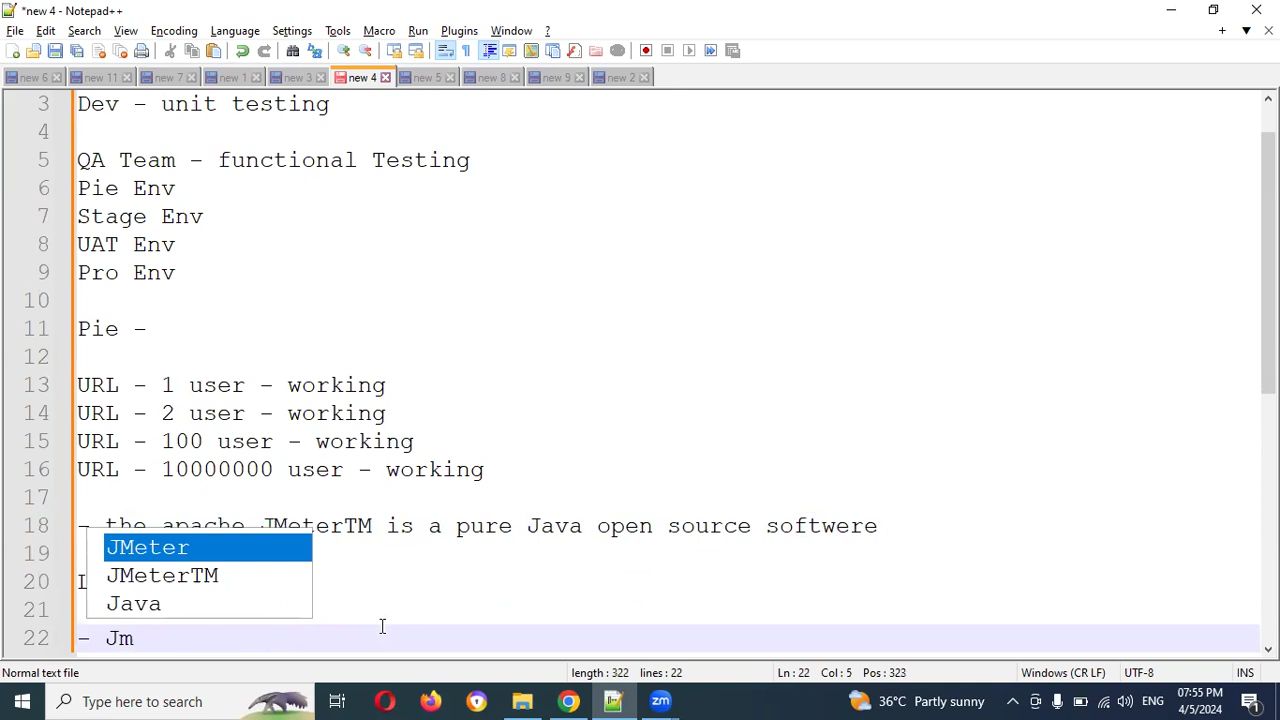 *new 4 - Notepad++
File Edit Search View Encoding Language Settings Tools Macro Run Plugins Window ?
new 6 new 11 new 7 new 1 new 3 new 4 new 5 new 8 new 9 new 2
3 Dev - unit testing
4
5 QA Team - functional Testing
6 Pie Env
7 Stage Env
8 UAT Env
9 Pro Env
10
11 Pie -
12
13 URL - 1 user - working
14 URL - 2 user - working
15 URL - 100 user - working
16 URL - 10000000 user - working
17
18 - the apache JMeterTM is a pure Java open source softwere
JMeter
19
JMeterTM
20
Java
21
22 - Jm
Normal text file length : 322 lines : 22 Ln : 22 Col : 5 Pos : 323 Windows (CR LF) UTF-8 INS
Type here to search 36°C Partly sunny ENG 07:55 PM 4/5/2024 1